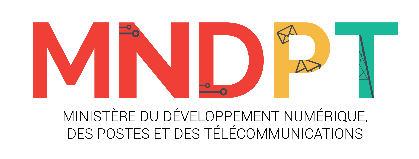 MNDPT
MINISTÈRE DU DÉVELOPPEMENT NUMÉRIQUE,
DES POSTES ET DES TÉLÉCOMMUNICATIONS